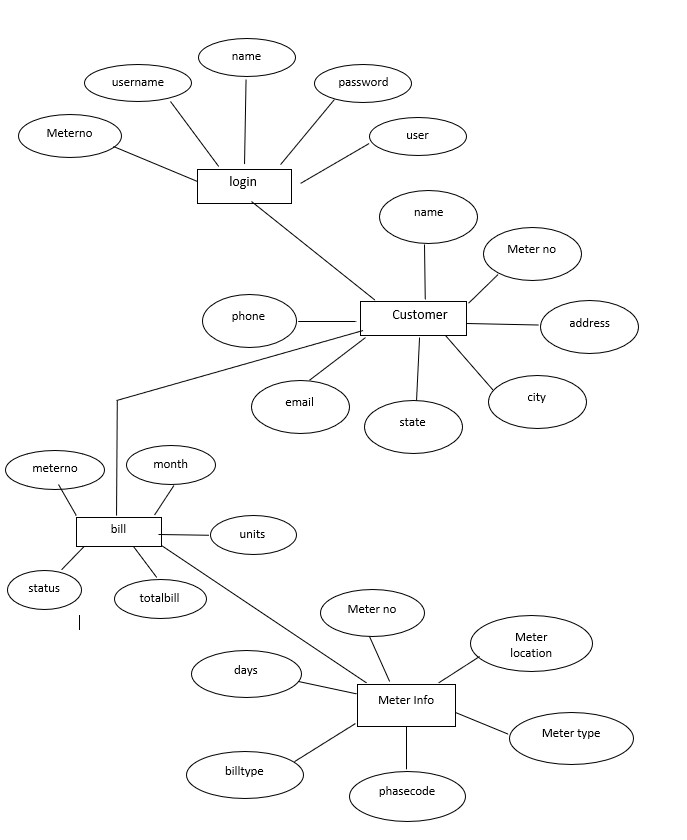 name
username
password
Meterno
user
login
name
Meter no
phone
Customer
address
email
city
state
meterno
month
bill
units
status
totalbill
Meter no
Meter
location
days
Meter Info
Meter type
billtype
phasecode